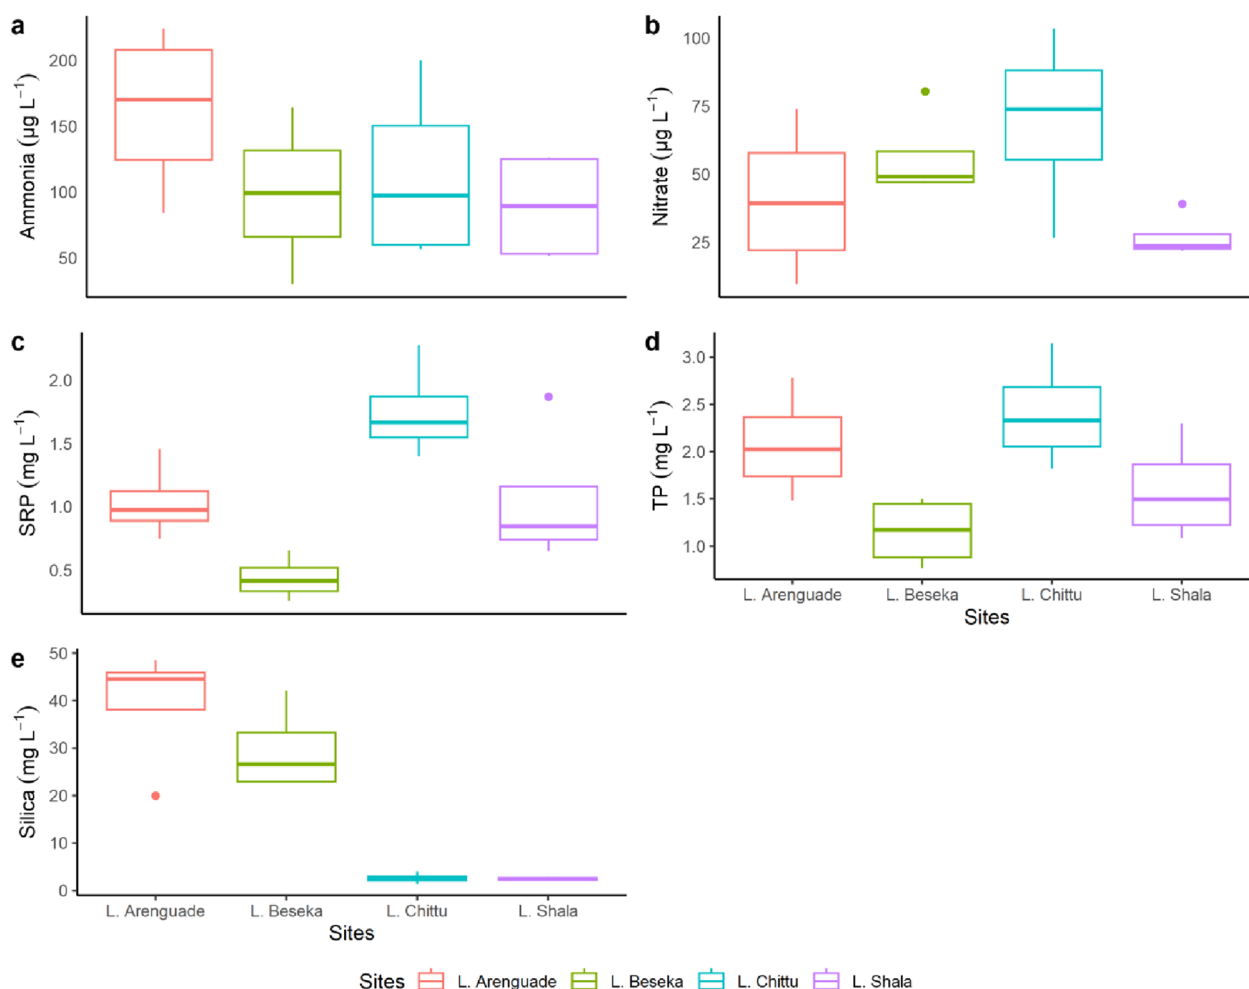 a
Ammonia (µg L⁻¹)
200
150
100
50
b
Nitrate (µg L⁻¹)
100
75
50
25
c
SRP (mg L⁻¹)
2.0
1.5
1.0
0.5
d
TP (mg L⁻¹)
3.0
2.5
2.0
1.5
1.0
L. Arenguade L. Beseka L. Chittu L. Shala
Sites
e
Silica (mg L⁻¹)
50
40
30
20
10
0
L. Arenguade L. Beseka L. Chittu L. Shala
Sites
Sites L. Arenguade L. Beseka L. Chittu L. Shala